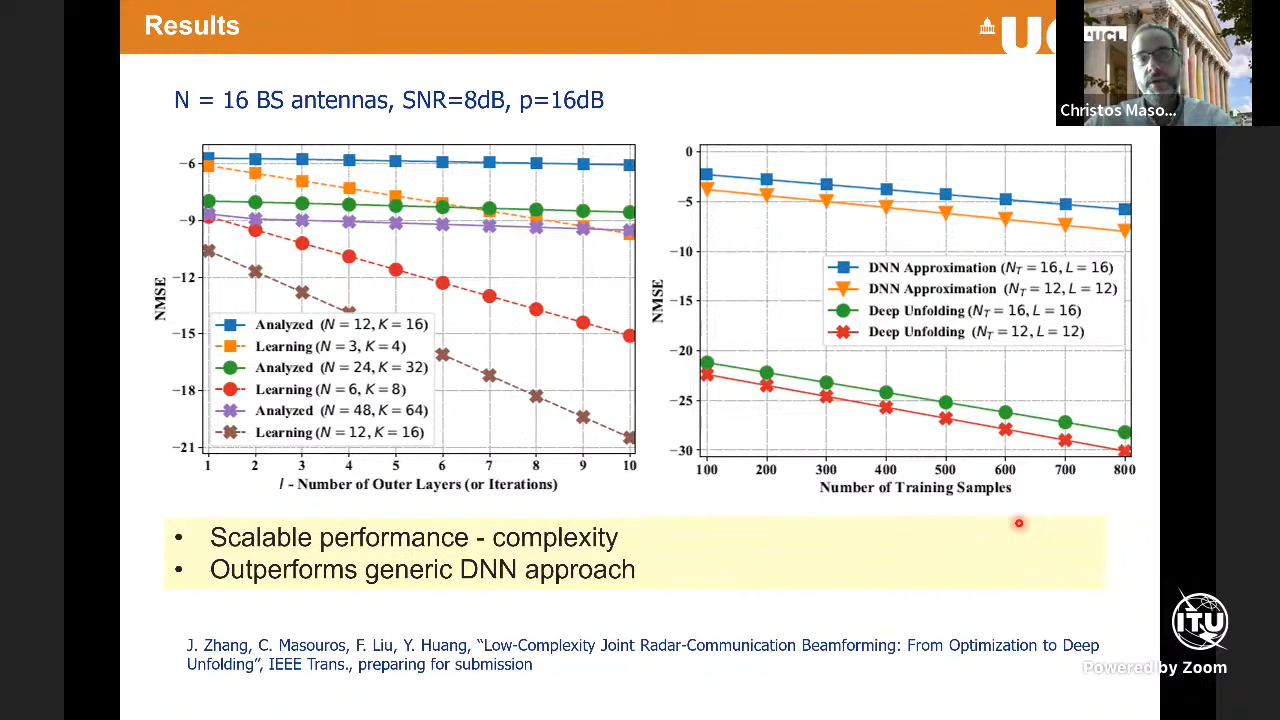 Results
UCL
Christos Maso...
N = 16 BS antennas, SNR=8dB, p=16dB
−6
−9
−12
−15
−18
−21
NMSE
Analyzed (N = 12, K = 16)
Learning (N = 3, K = 4)
Analyzed (N = 24, K = 32)
Learning (N = 6, K = 8)
Analyzed (N = 48, K = 64)
Learning (N = 12, K = 16)
1 2 3 4 5 6 7 8 9 10
l - Number of Outer Layers (or Iterations)
0
−5
−10
−15
−20
−25
−30
NMSE
DNN Approximation (N_T = 16, L = 16)
DNN Approximation (N_T = 12, L = 12)
Deep Unfolding (N_T = 16, L = 16)
Deep Unfolding (N_T = 12, L = 12)
100 200 300 400 500 600 700 800
Number of Training Samples
• Scalable performance - complexity
• Outperforms generic DNN approach
J. Zhang, C. Masouros, F. Liu, Y. Huang, “Low-Complexity Joint Radar-Communication Beamforming: From Optimization to Deep
Unfolding”, IEEE Trans., preparing for submission
ITU
Powered by Zoom